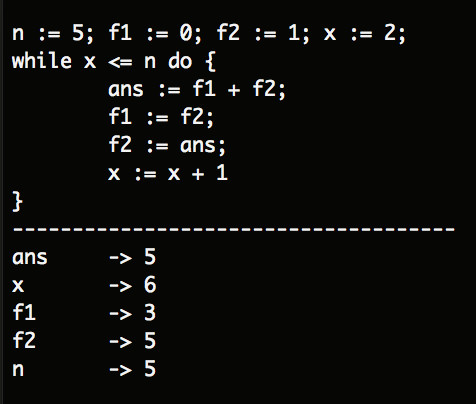 n := 5; f1 := 0; f2 := 1; x := 2;
while x <= n do {
        ans := f1 + f2;
        f1 := f2;
        f2 := ans;
        x := x + 1
}
-------------------------------------
ans     -> 5
x       -> 6
f1      -> 3
f2      -> 5
n       -> 5